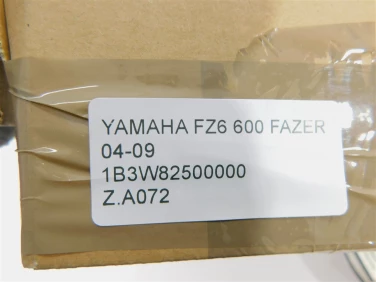 YAMAHA FZ6 600 FAZER
04-09
1B3W82500000
Z.A072